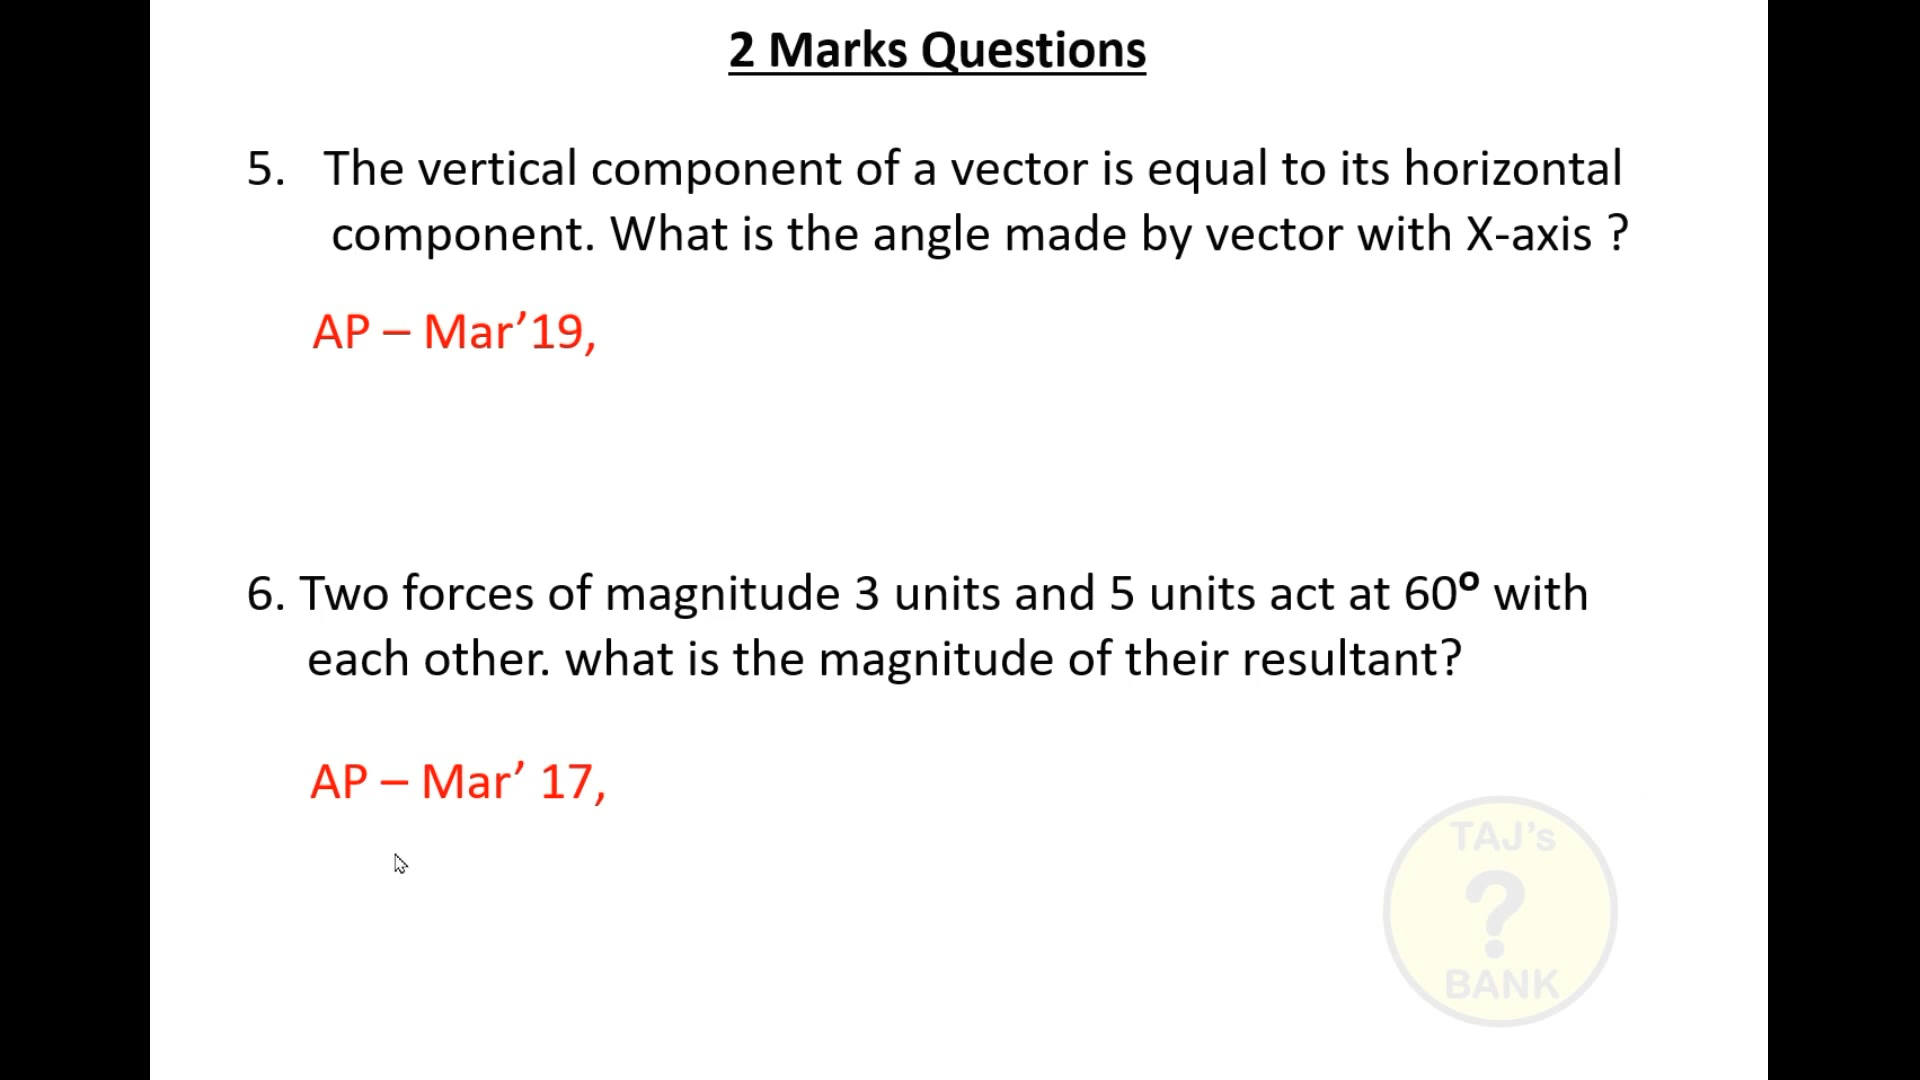 2 Marks Questions
5. The vertical component of a vector is equal to its horizontal
component. What is the angle made by vector with X-axis ?
AP – Mar’19,
6. Two forces of magnitude 3 units and 5 units act at 60⁰ with
each other. what is the magnitude of their resultant?
AP – Mar’ 17,
TAJ’s
?
BANK